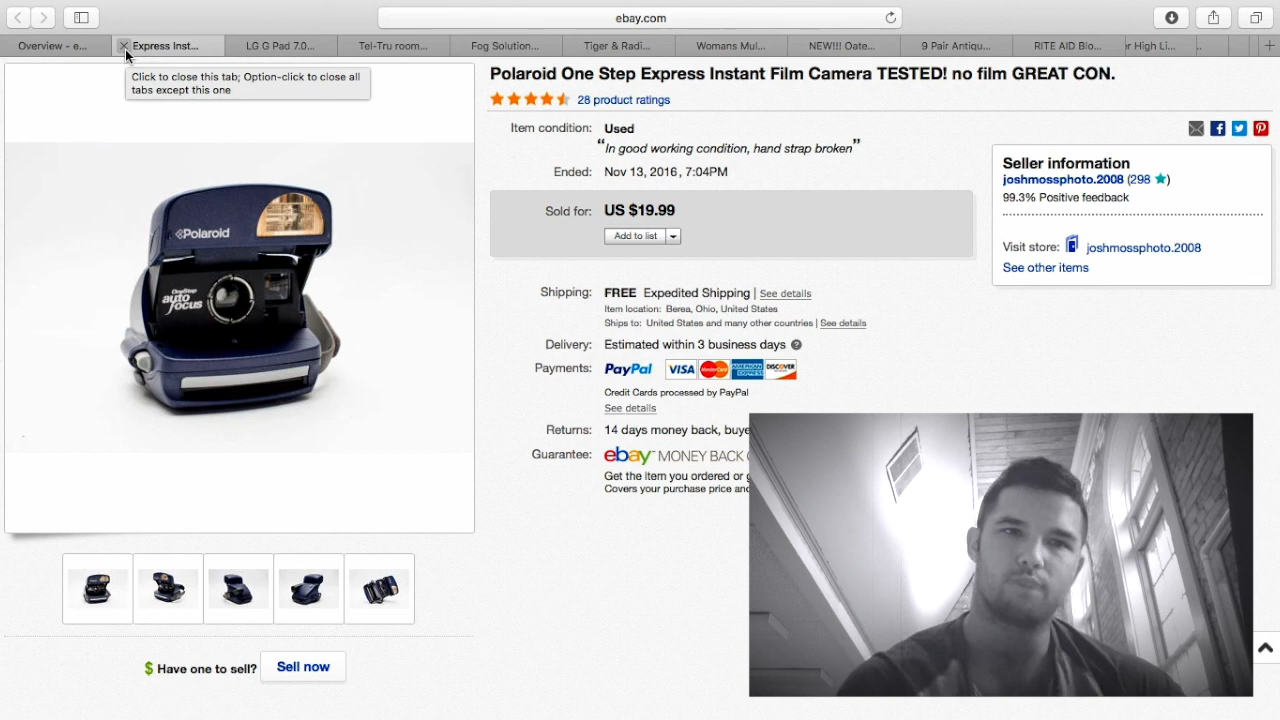 ebay.com
Overview - e...
Express Inst...
LG G Pad 7.0...
Tel-Tru room...
Fog Solution...
Tiger & Radi...
Womans Mul...
NEW!!! Oate...
9 Pair Antiqu...
RITE AID Blo...
er High Li...
Click to close this tab; Option-click to close all
tabs except this one
Polaroid One Step Express Instant Film Camera TESTED! no film GREAT CON.
28 product ratings
Item condition: Used
“In good working condition, hand strap broken”
Ended: Nov 13, 2016 , 7:04PM
Sold for: US $19.99
Add to list
Seller information
joshmossphoto.2008 (298 )
99.3% Positive feedback
Visit store: joshmossphoto.2008
See other items
Polaroid
OneStep
auto
focus
Shipping: FREE Expedited Shipping | See details
Item location: Berea, Ohio, United States
Ships to: United States and many other countries | See details
Delivery: Estimated within 3 business days
Payments: PayPal VISA MasterCard AMERICAN EXPRESS DISCOVER
Credit Cards processed by PayPal
See details
Returns: 14 days money back, buye
Guarantee: ebay MONEY BACK
Get the item you ordered or
Covers your purchase price and
$ Have one to sell? Sell now